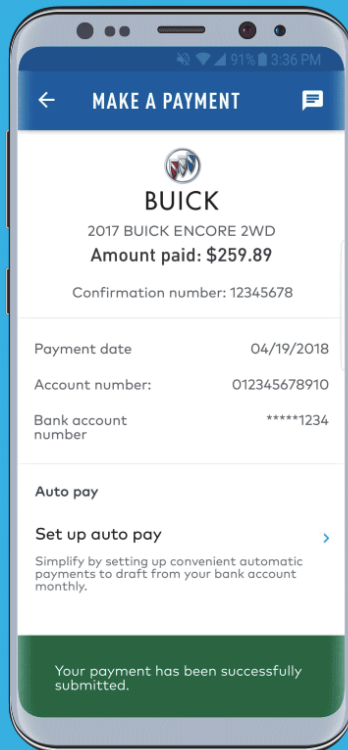 91% 3:36 PM
MAKE A PAYMENT
BUICK
2017 BUICK ENCORE 2WD
Amount paid: $259.89
Confirmation number: 12345678
Payment date 04/19/2018
Account number: 012345678910
Bank account *****1234
number
Auto pay
Set up auto pay
Simplify by setting up convenient automatic
payments to draft from your bank account
monthly.
Your payment has been successfully
submitted.